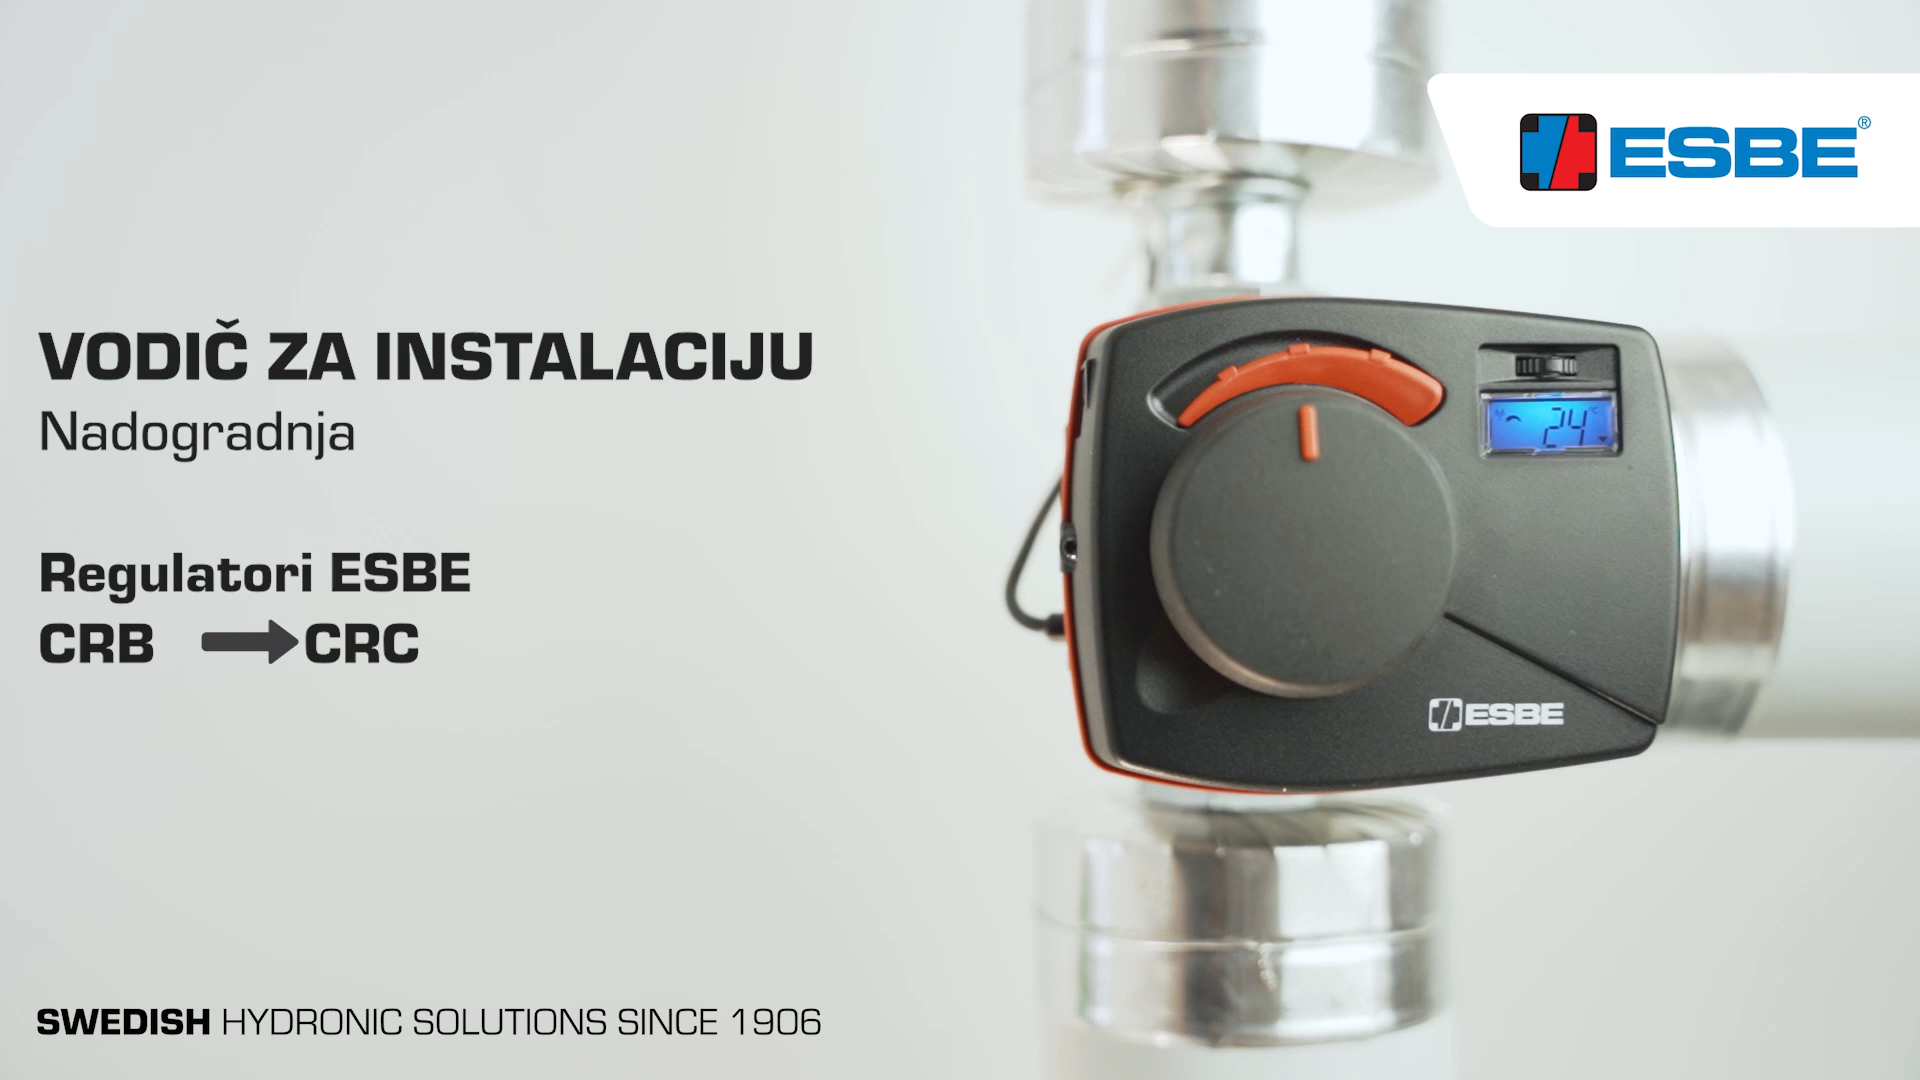 ESBE®
VODIČ ZA INSTALACIJU
Nadogradnja
Regulatori ESBE
CRB → CRC
24 °C
ESBE
SWEDISH HYDRONIC SOLUTIONS SINCE 1906